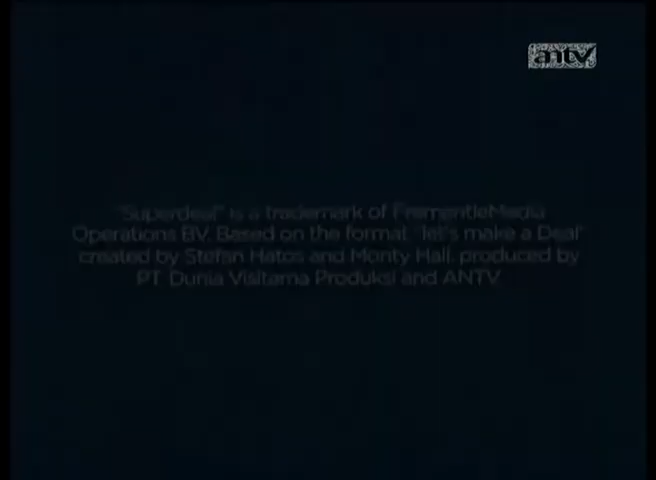 antv
"Superdeal" is a trademark of FremantleMedia
Operations BV. Based on the format "let's make a Deal"
created by Stefan Hatos and Monty Hall, produced by
PT. Dunia Visitama Produksi and ANTV.